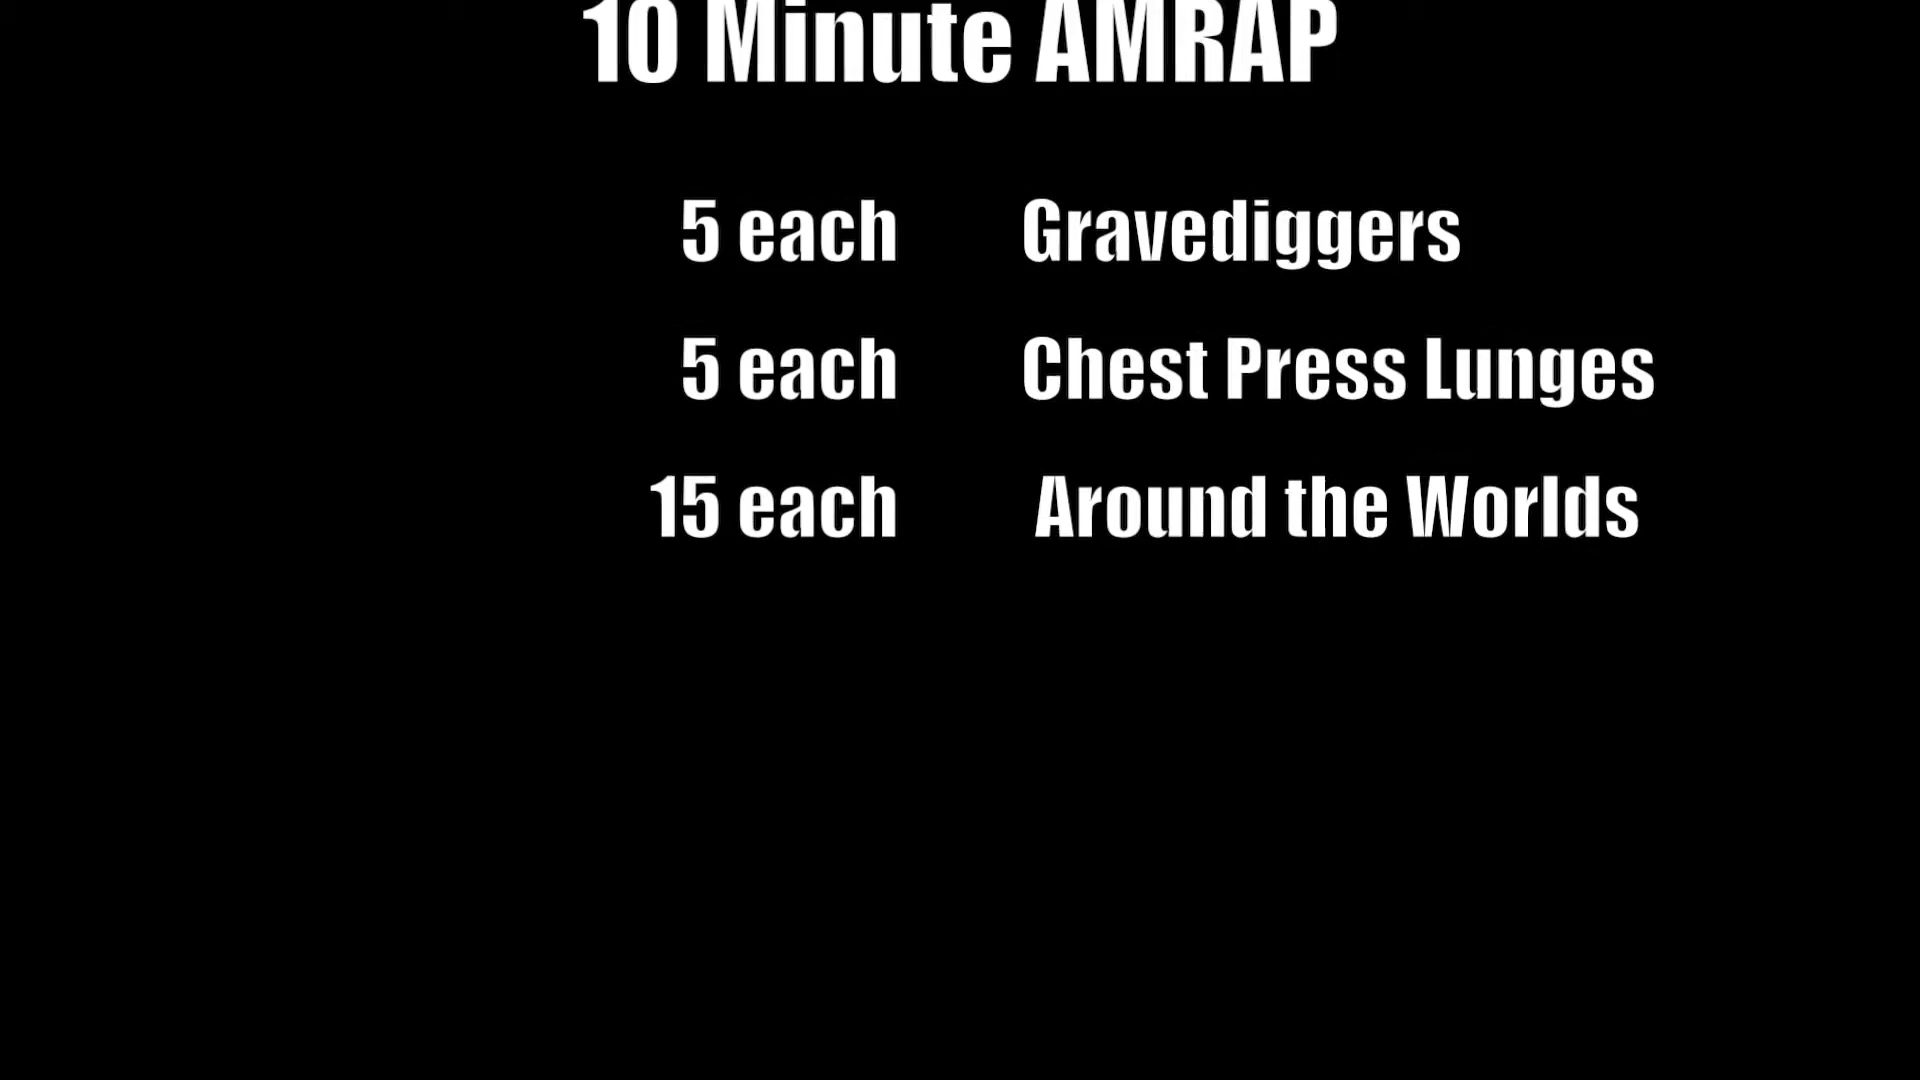 10 Minute AMRAP
5 each Gravediggers
5 each Chest Press Lunges
15 each Around the Worlds